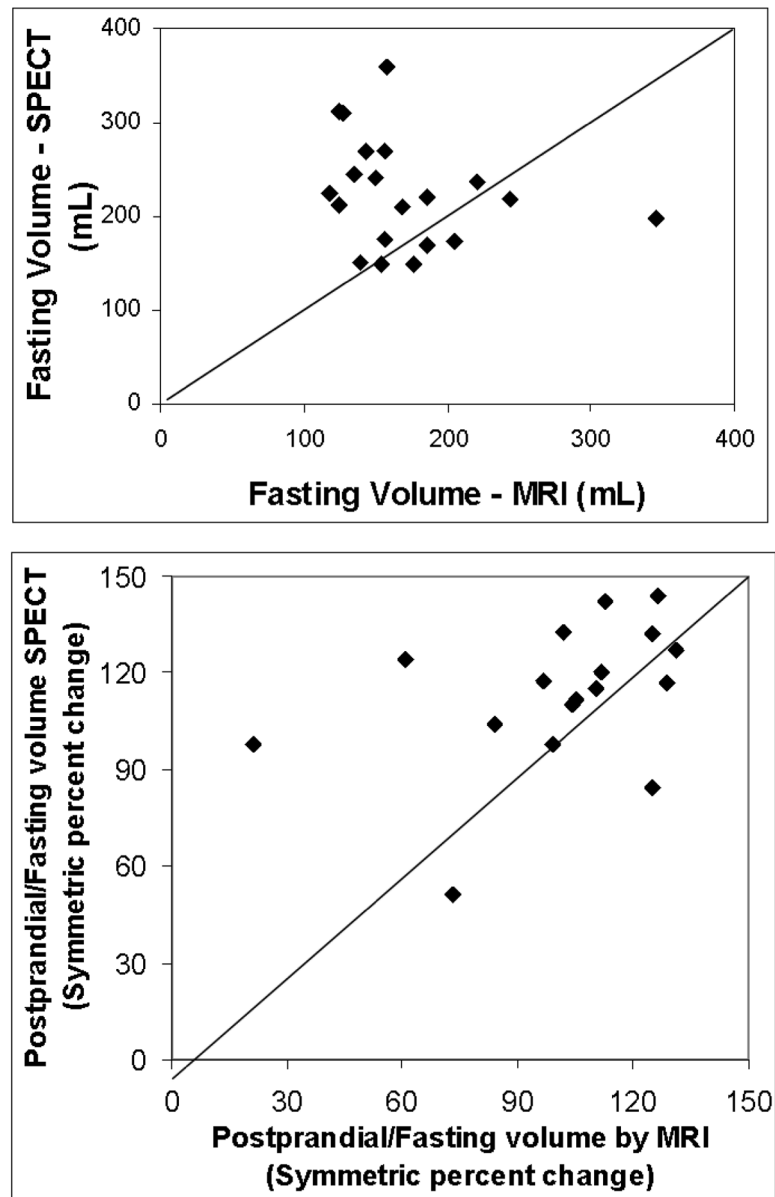 Fasting Volume - SPECT
(mL)
400
300
200
100
0
0 100 200 300 400
Fasting Volume - MRI (mL)
Postprandial/Fasting volume SPECT
(Symmetric percent change)
150
120
90
60
30
0
0 30 60 90 120 150
Postprandial/Fasting volume by MRI
(Symmetric percent change)